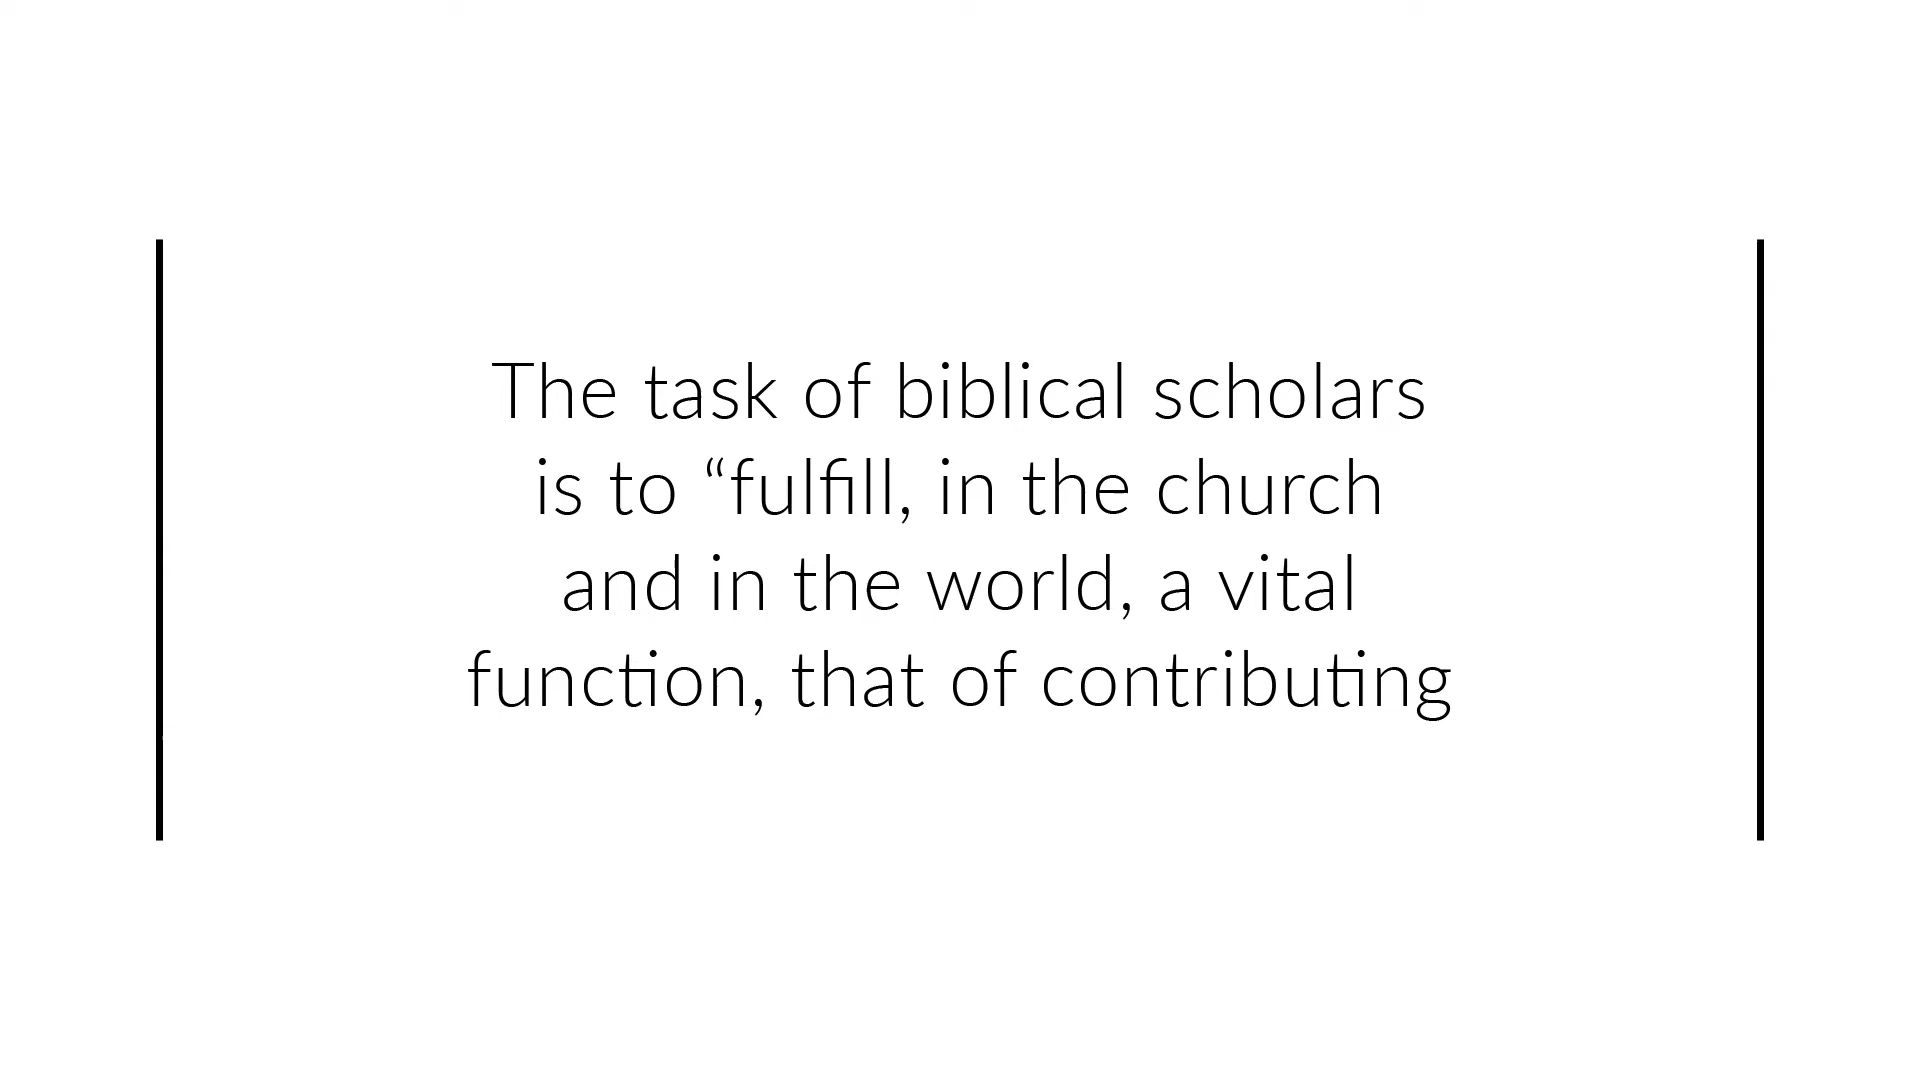 The task of biblical scholars
is to “fulfill, in the church
and in the world, a vital
function, that of contributing